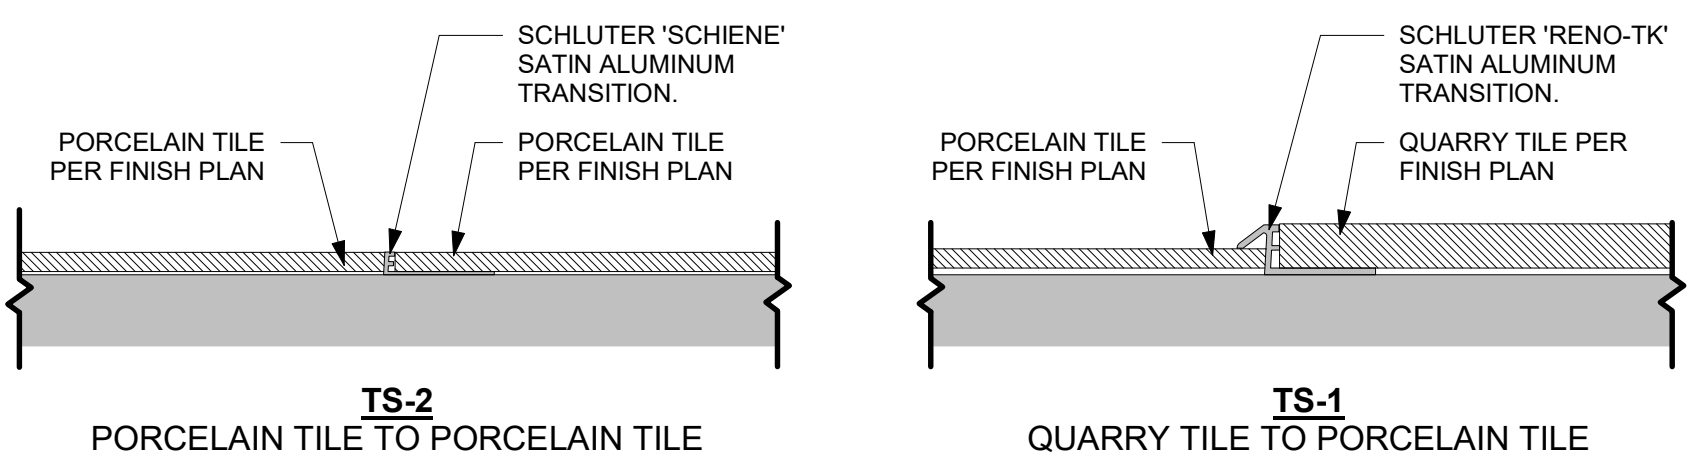 SCHLUTER 'SCHIENE'
SATIN ALUMINUM
TRANSITION.
PORCELAIN TILE
PER FINISH PLAN
PORCELAIN TILE
PER FINISH PLAN
TS-2
PORCELAIN TILE TO PORCELAIN TILE
SCHLUTER 'RENO-TK'
SATIN ALUMINUM
TRANSITION.
PORCELAIN TILE
PER FINISH PLAN
QUARRY TILE PER
FINISH PLAN
TS-1
QUARRY TILE TO PORCELAIN TILE